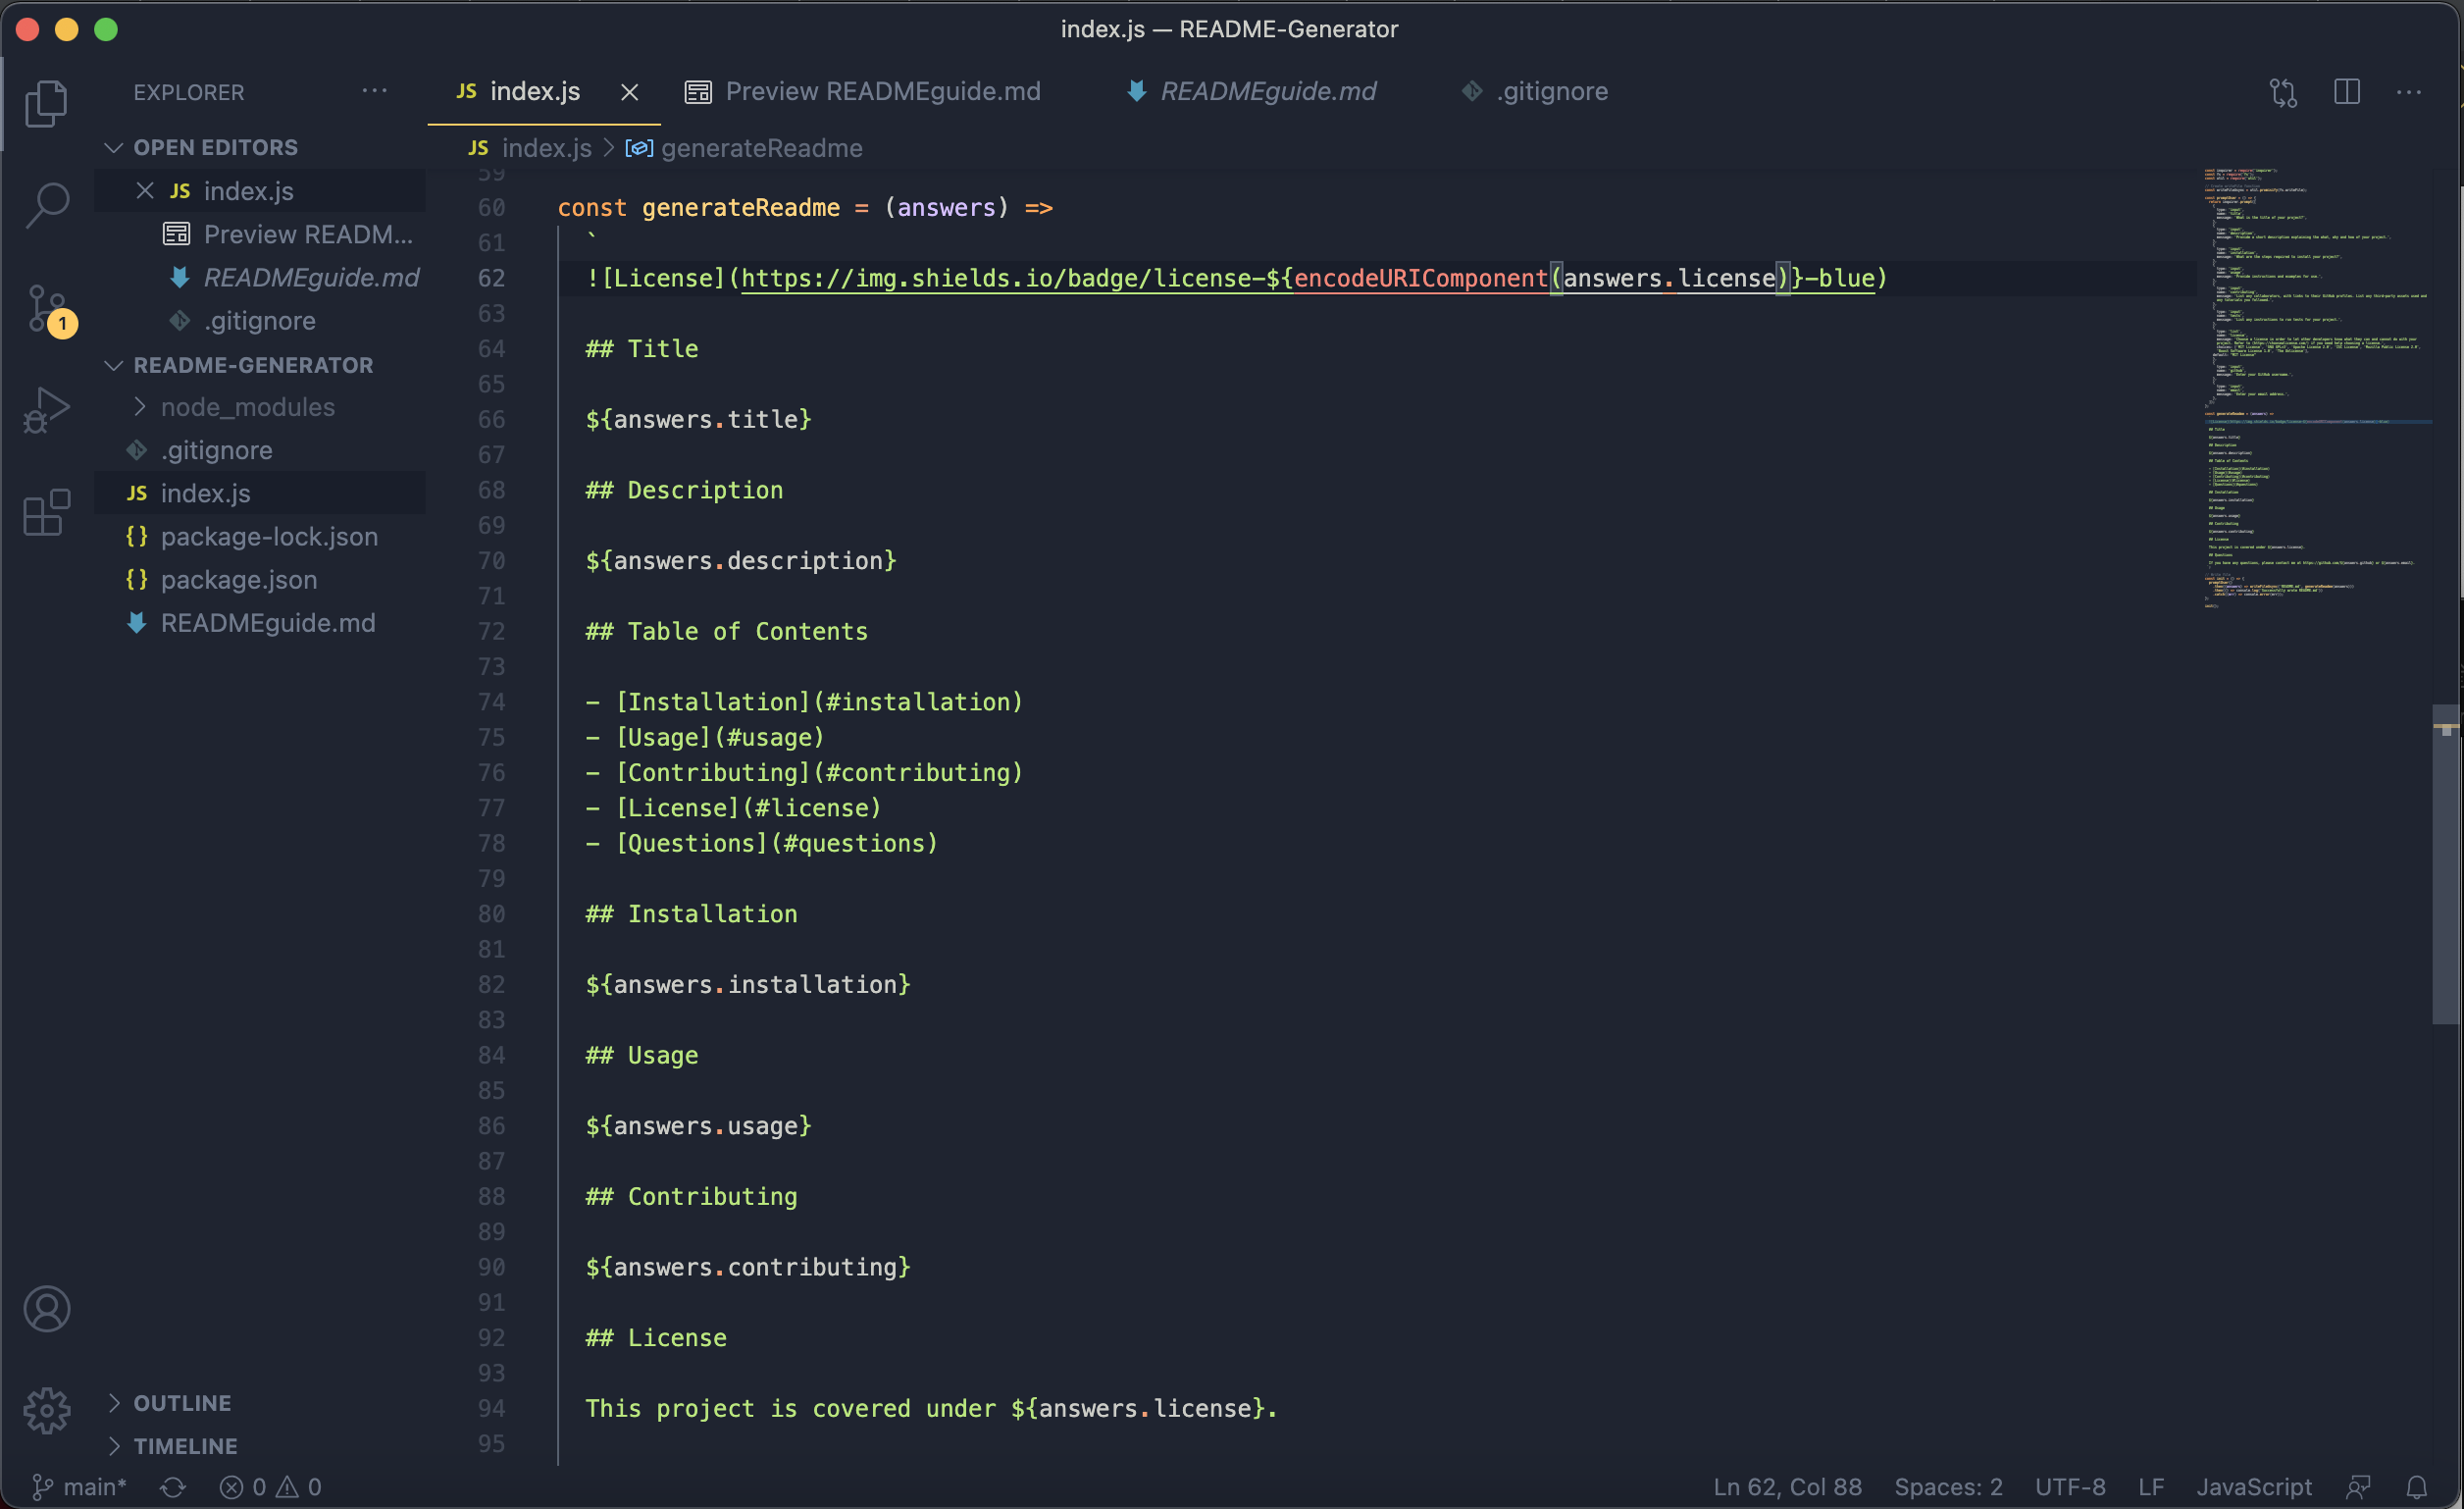 index.js — README-Generator
EXPLORER
OPEN EDITORS
JS index.js
Preview READM...
READMEguide.md
.gitignore
README-GENERATOR
node_modules
.gitignore
JS index.js
{} package-lock.json
{} package.json
READMEguide.md
OUTLINE
TIMELINE
1
JS index.js
Preview READMEguide.md
READMEguide.md
.gitignore
JS index.js > generateReadme
59
60 const generateReadme = (answers) =>
61 `
62 ![License](https://img.shields.io/badge/license-${encodeURIComponent(answers.license)}-blue)
63
64 ## Title
65
66 ${answers.title}
67
68 ## Description
69
70 ${answers.description}
71
72 ## Table of Contents
73
74 - [Installation](#installation)
75 - [Usage](#usage)
76 - [Contributing](#contributing)
77 - [License](#license)
78 - [Questions](#questions)
79
80 ## Installation
81
82 ${answers.installation}
83
84 ## Usage
85
86 ${answers.usage}
87
88 ## Contributing
89
90 ${answers.contributing}
91
92 ## License
93
94 This project is covered under ${answers.license}.
95
main* 0 0
Ln 62, Col 88 Spaces: 2 UTF-8 LF JavaScript